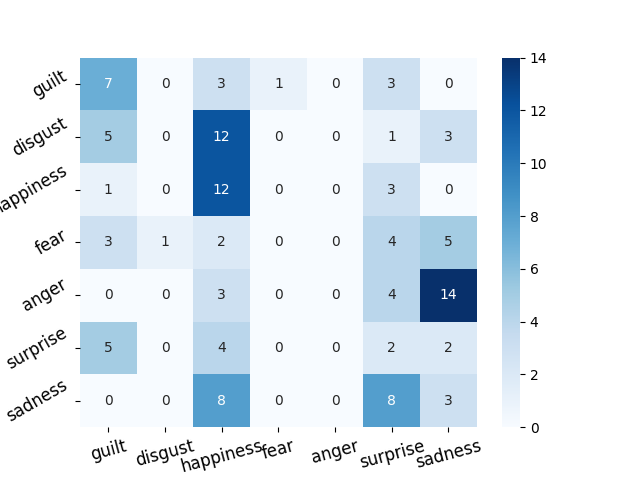 guilt 7 0 3 1 0 3 0
disgust 5 0 12 0 0 1 3
happiness 1 0 12 0 0 3 0
fear 3 1 2 0 0 4 5
anger 0 0 3 0 0 4 14
surprise 5 0 4 0 0 2 2
sadness 0 0 8 0 0 8 3
guilt disgust happiness fear anger surprise sadness
14
12
10
8
6
4
2
0